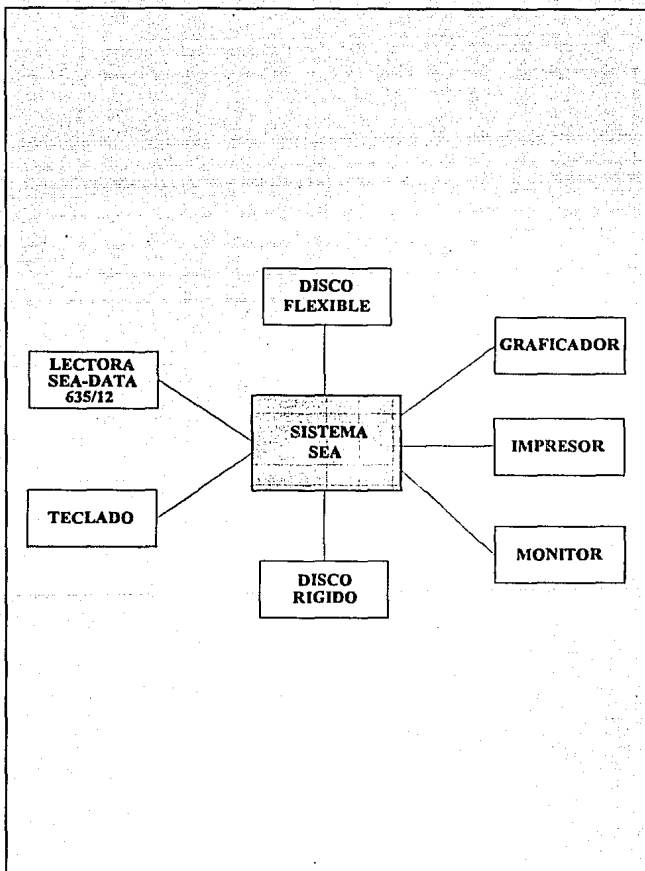 DISCO
FLEXIBLE
GRAFICADOR
LECTORA
SEA-DATA
635/12
SISTEMA
SEA
IMPRESOR
TECLADO
MONITOR
DISCO
RIGIDO